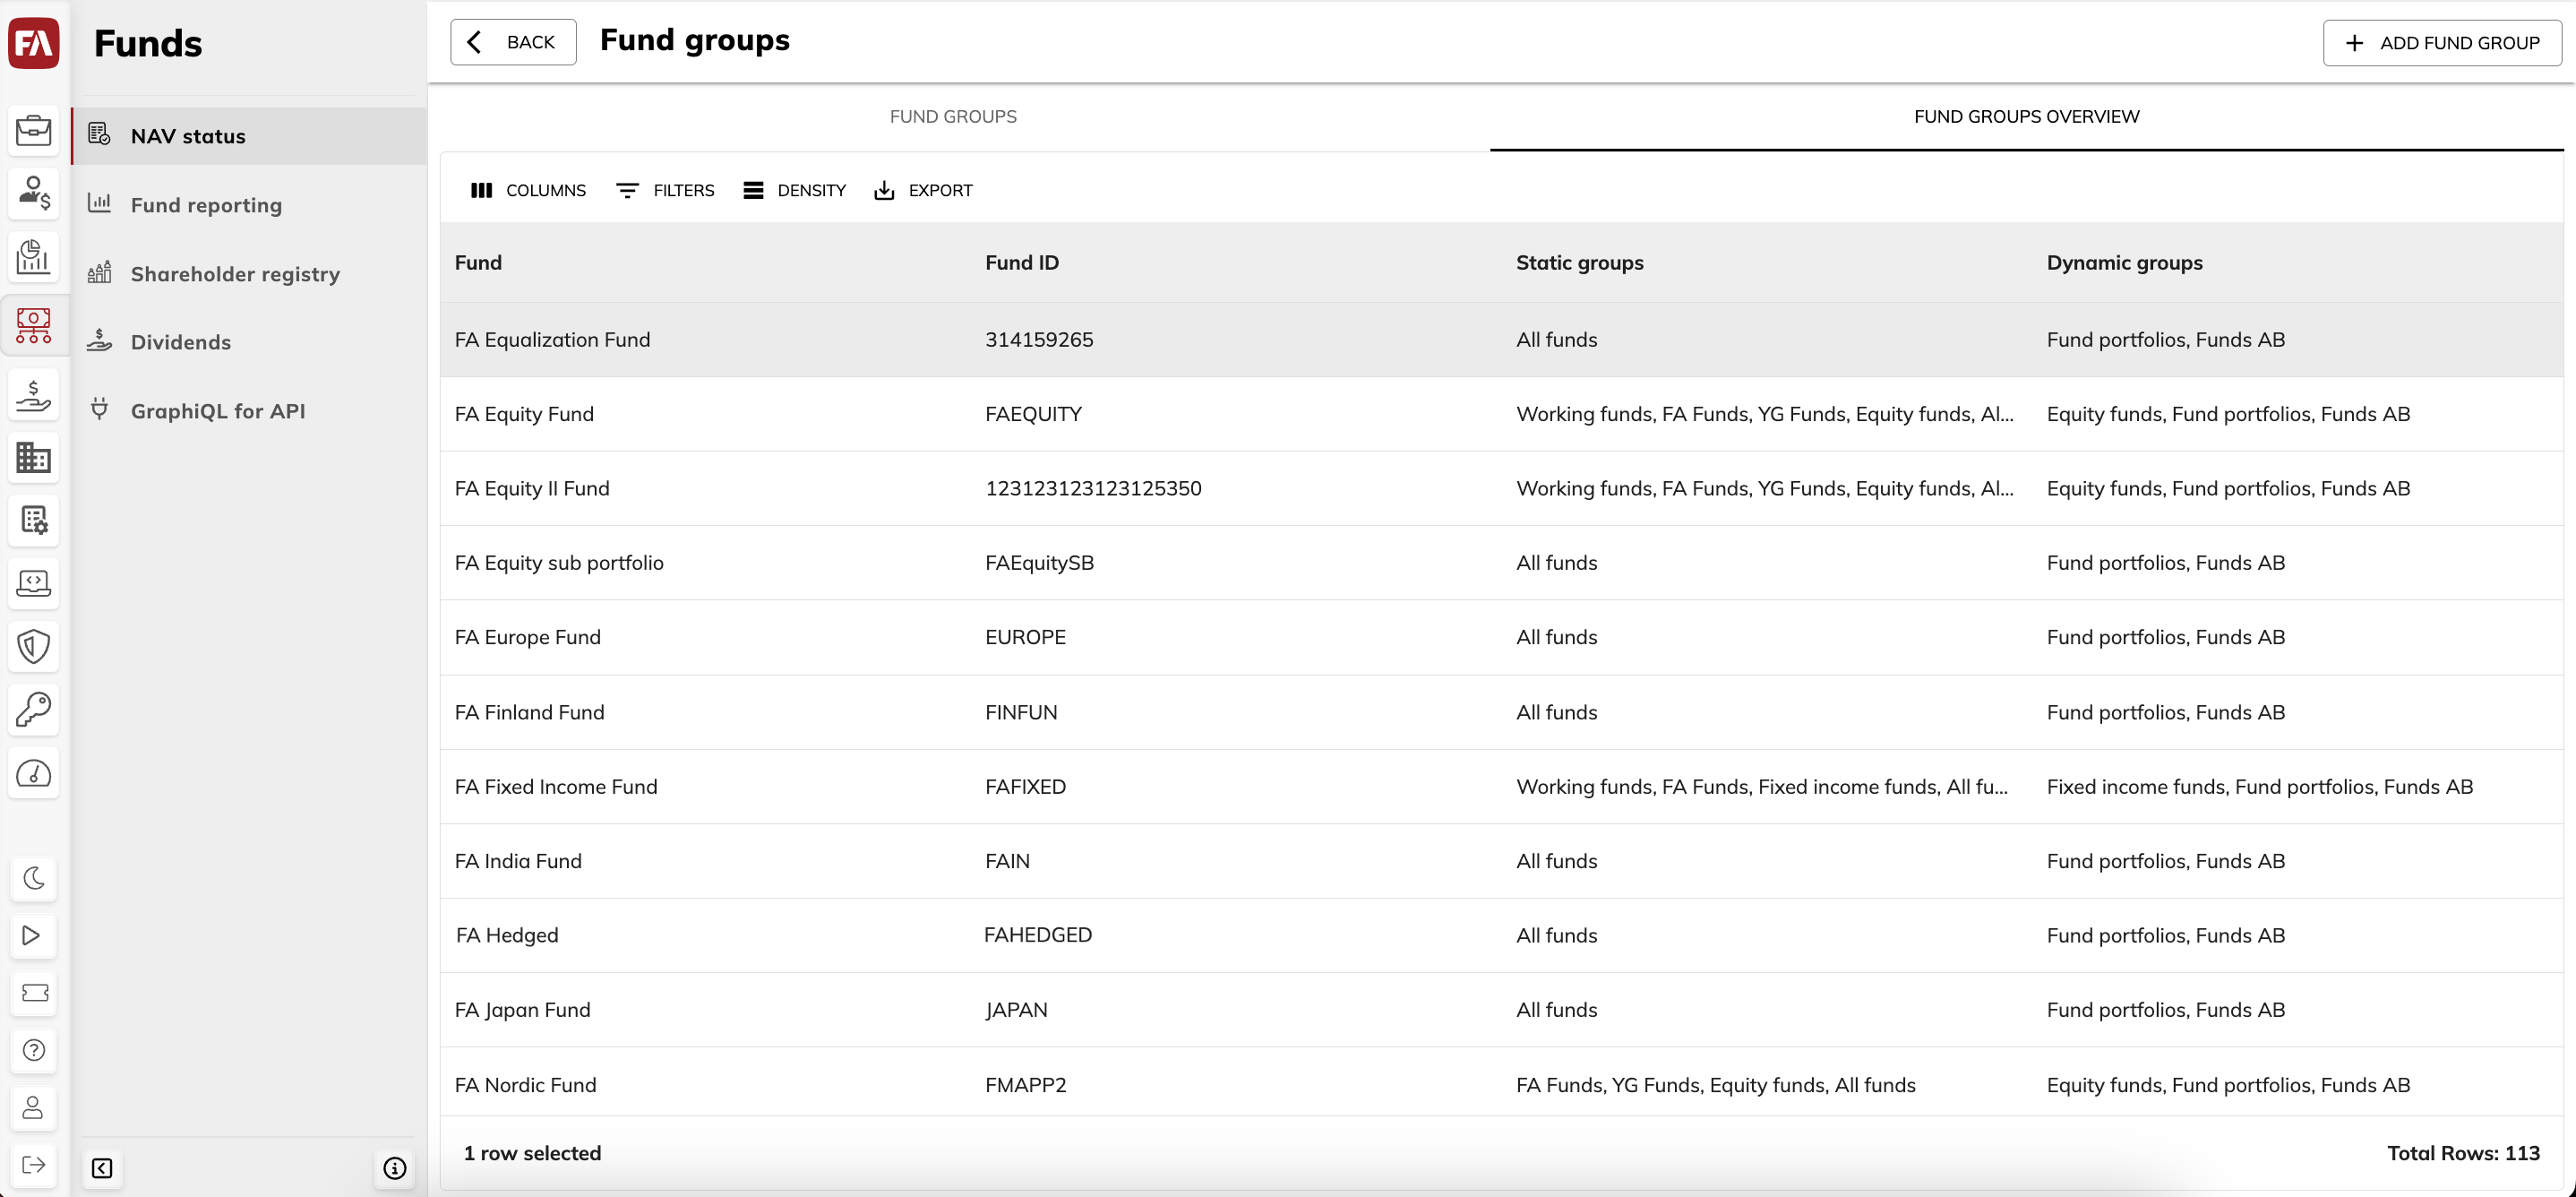 FA
Funds
NAV status
Fund reporting
Shareholder registry
Dividends
GraphiQL for API
BACK
Fund groups
ADD FUND GROUP
FUND GROUPS
FUND GROUPS OVERVIEW
COLUMNS FILTERS DENSITY EXPORT
Fund Fund ID Static groups Dynamic groups
FA Equalization Fund 314159265 All funds Fund portfolios, Funds AB
FA Equity Fund FAEQUITY Working funds, FA Funds, YG Funds, Equity funds, Al... Equity funds, Fund portfolios, Funds AB
FA Equity II Fund 123123123123125350 Working funds, FA Funds, YG Funds, Equity funds, Al... Equity funds, Fund portfolios, Funds AB
FA Equity sub portfolio FAEquitySB All funds Fund portfolios, Funds AB
FA Europe Fund EUROPE All funds Fund portfolios, Funds AB
FA Finland Fund FINFUN All funds Fund portfolios, Funds AB
FA Fixed Income Fund FAFIXED Working funds, FA Funds, Fixed income funds, All fu... Fixed income funds, Fund portfolios, Funds AB
FA India Fund FAIN All funds Fund portfolios, Funds AB
FA Hedged FAHEDGED All funds Fund portfolios, Funds AB
FA Japan Fund JAPAN All funds Fund portfolios, Funds AB
FA Nordic Fund FMAPP2 FA Funds, YG Funds, Equity funds, All funds Equity funds, Fund portfolios, Funds AB
1 row selected Total Rows: 113